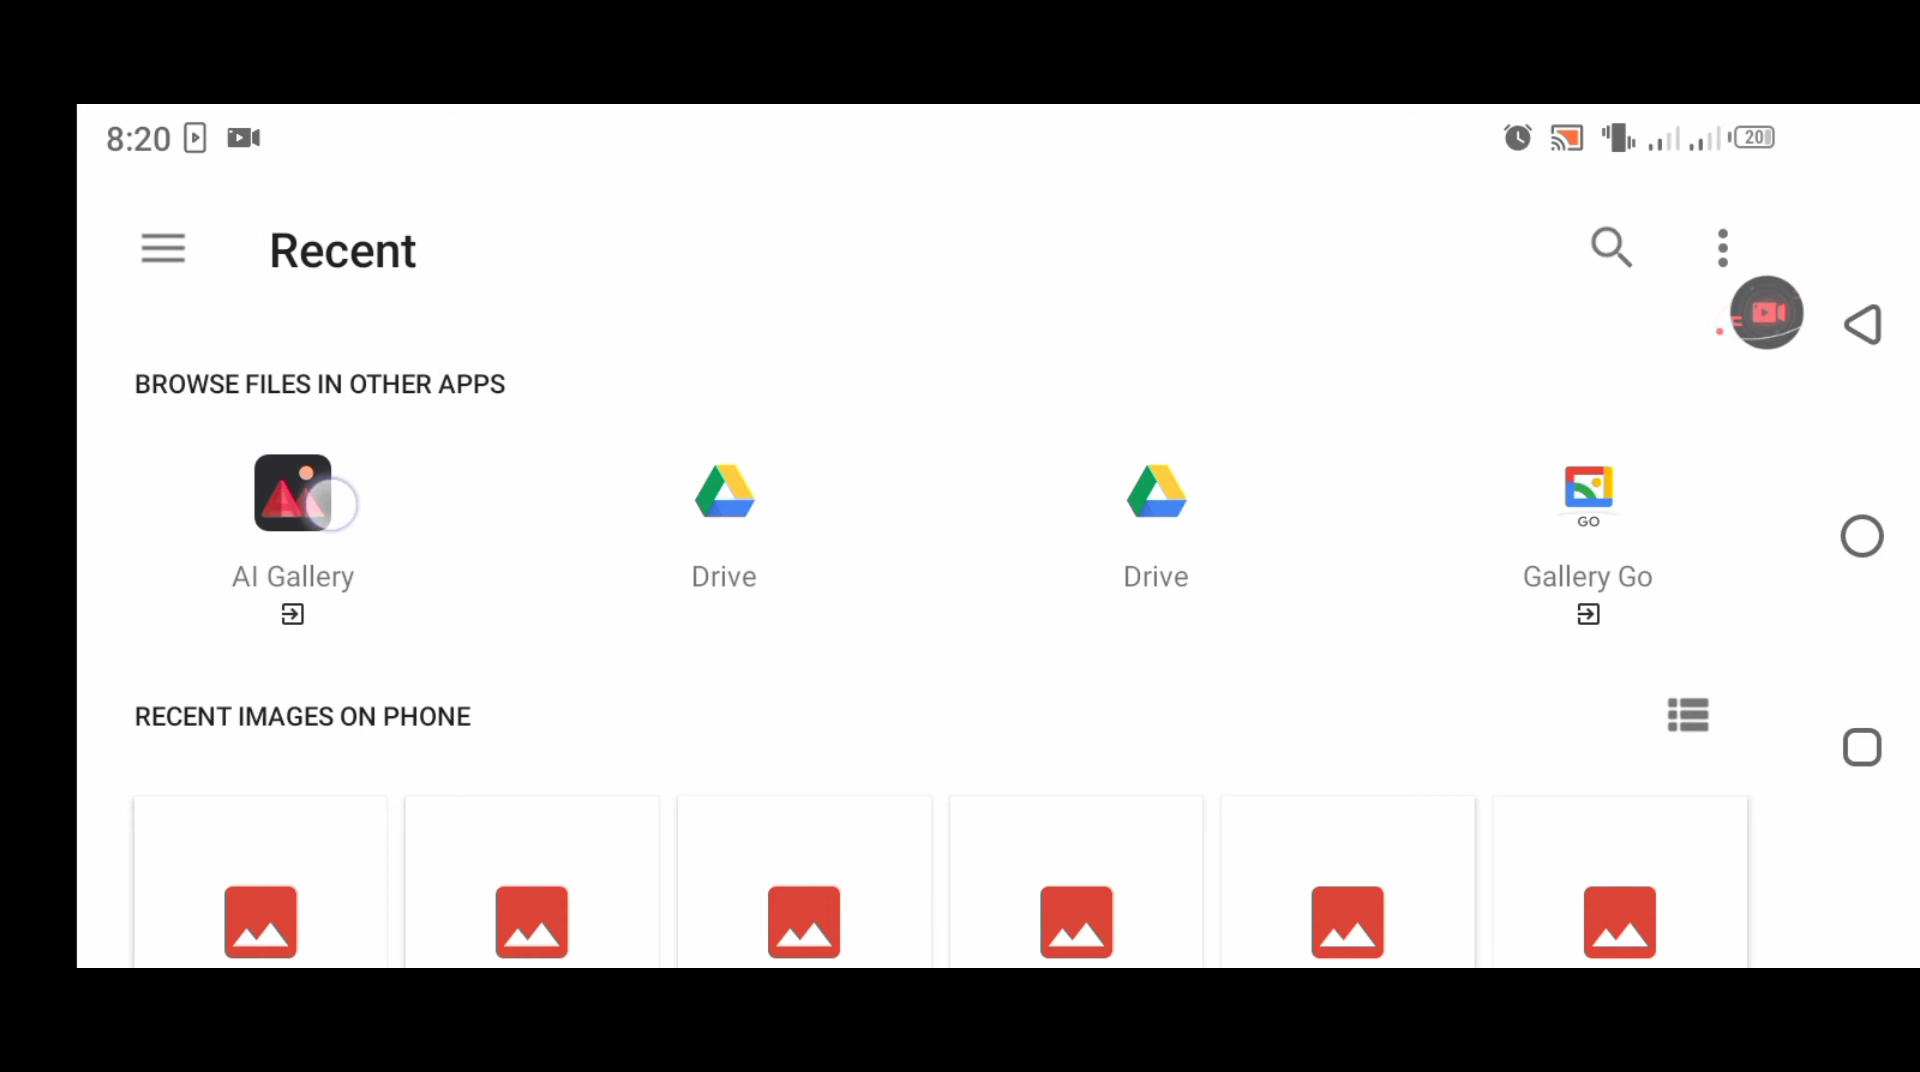 8:20
20
Recent
BROWSE FILES IN OTHER APPS
GO
AI Gallery
Drive
Drive
Gallery Go
RECENT IMAGES ON PHONE